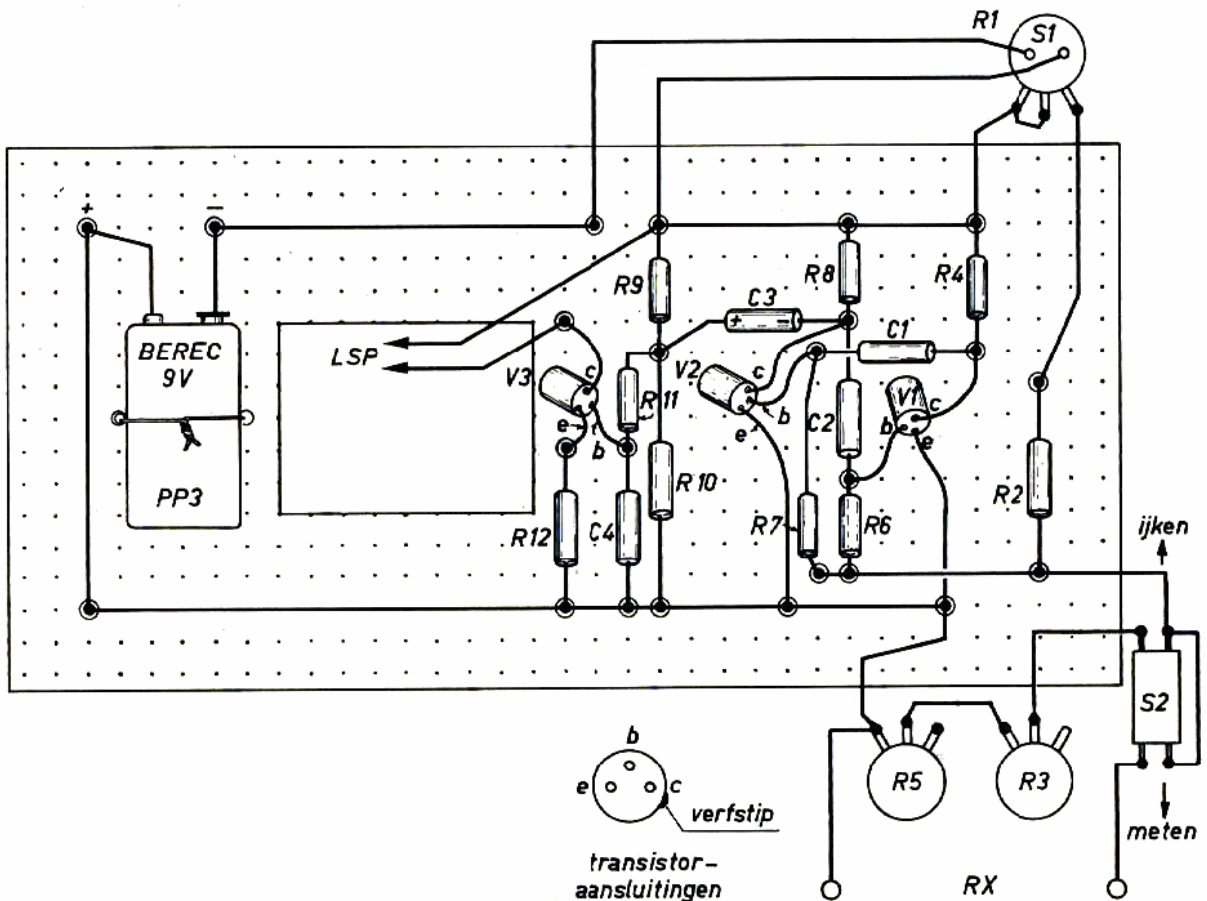 R1
S1
+
−
BEREC
9V
PP3
LSP
R9
R8
R4
C3
+ −
C1
V3
c
e
b
R11
V2
c
b
e
C2
V1
c
b
e
R10
R12
C4
R7
R6
R2
ijken
S2
meten
R5
R3
b
e
c
verfstip
transistor-
aansluitingen
RX